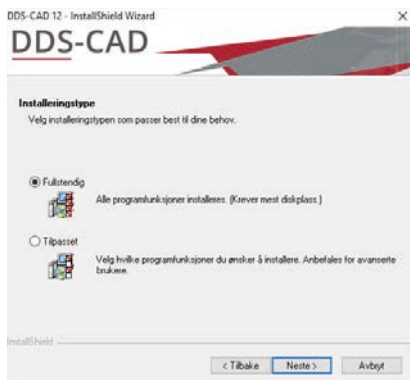 DDS-CAD 12 - InstallShield Wizard
DDS-CAD
Installeringstype
Velg installeringstypen som passer best til dine behov.
Fullstendig
Alle programfunksjoner installeres. (Krever mest diskplass.)
Tilpasset
Velg hvilke programfunksjoner du ønsker å installere. Anbefales for avanserte
brukere.
InstallShield
< Tilbake
Neste >
Avbryt